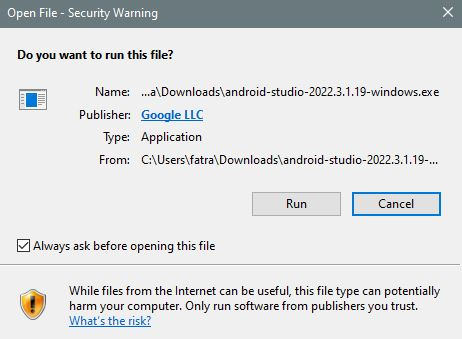 Open File - Security Warning
Do you want to run this file?
Name: ...a\Downloads\android-studio-2022.3.1.19-windows.exe
Publisher: Google LLC
Type: Application
From: C:\Users\fatra\Downloads\android-studio-2022.3.1.19-...
Run Cancel
Always ask before opening this file
While files from the Internet can be useful, this file type can potentially
harm your computer. Only run software from publishers you trust.
What's the risk?